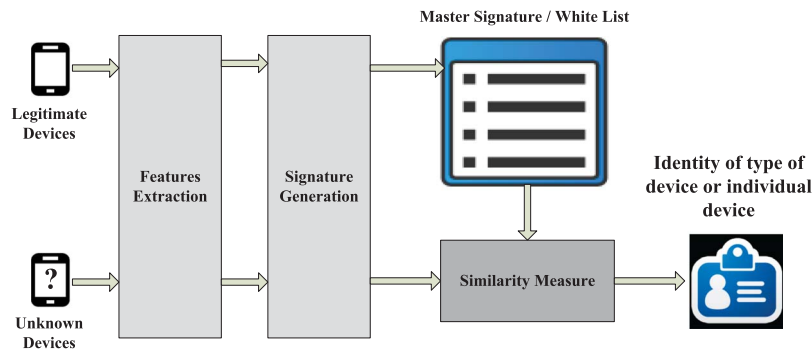 Master Signature / White List
Legitimate
Devices
Features
Extraction
Signature
Generation
Identity of type of
device or individual
device
?
Similarity Measure
Unknown
Devices